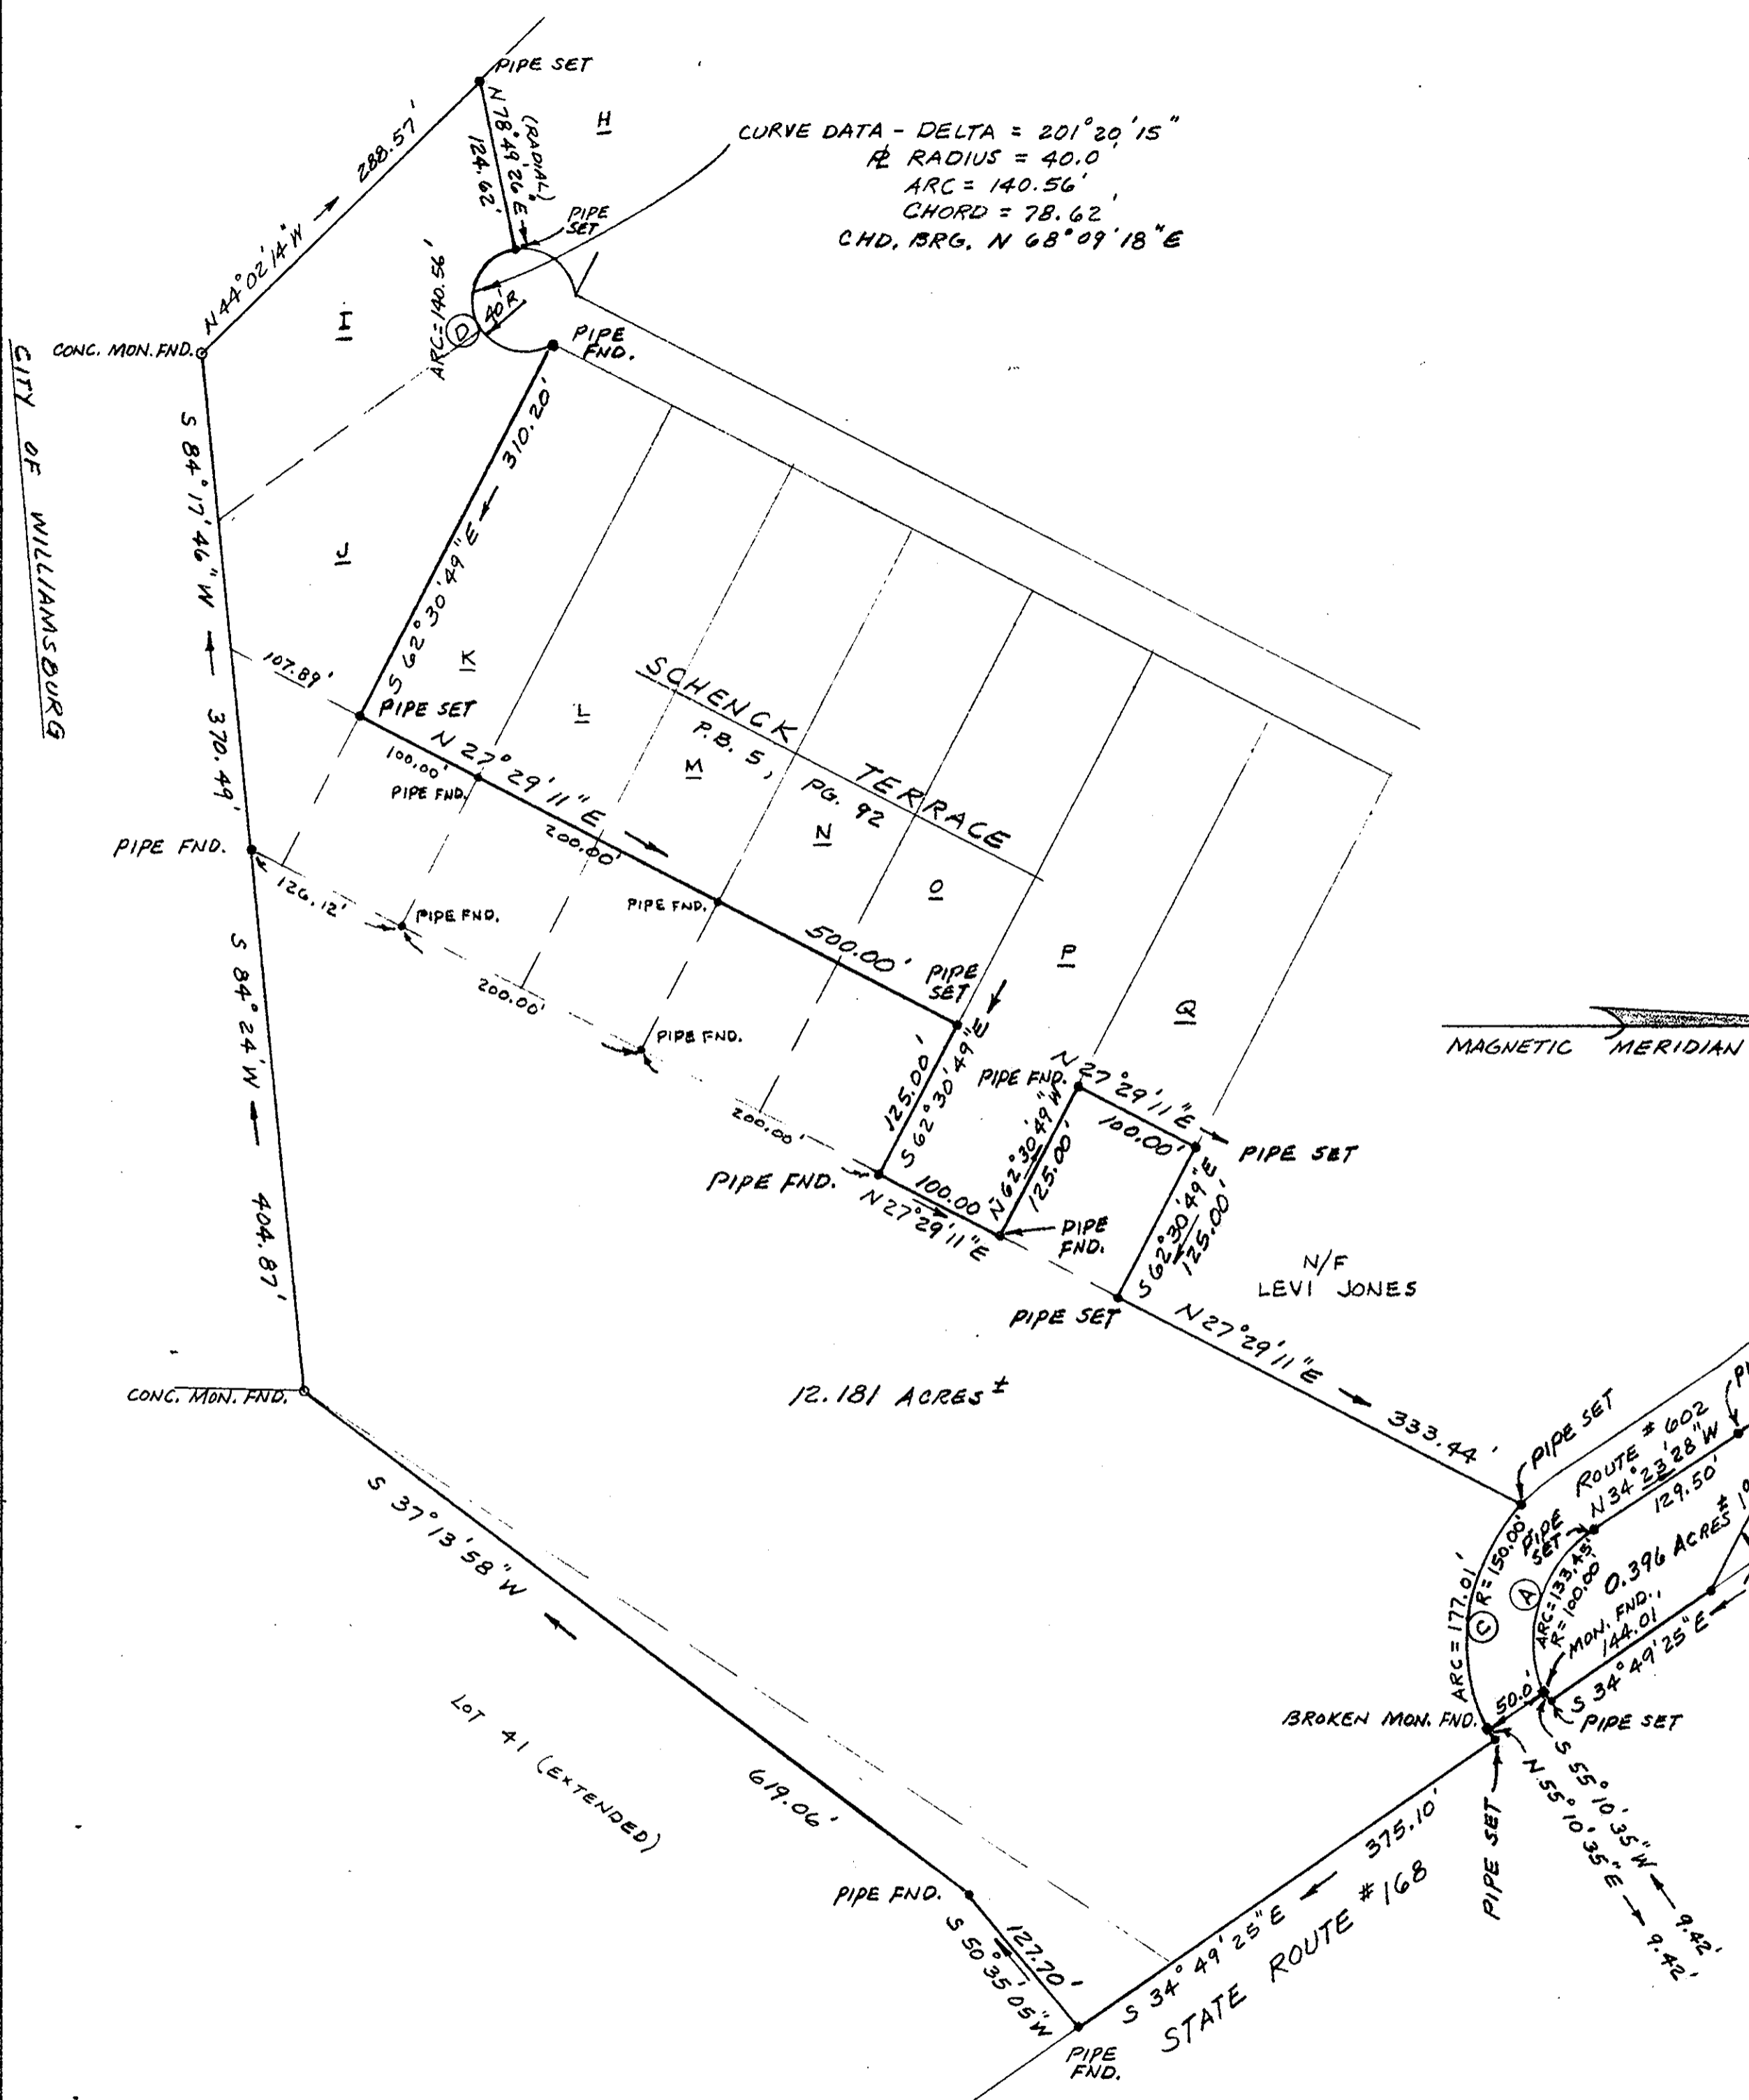 PIPE SET
N 44°02'14" W
288.57'
N 78°49'26" E
(RADIAL)
124.62'
H
PIPE
SET
CURVE DATA - DELTA = 201°20'15"
RADIUS = 40.0'
ARC = 140.56'
CHORD = 78.62'
CHD. BRG. N 68°09'18" E
CONC. MON. FND.
I
ARC=140.56'
D
40'R
PIPE
FND.
CITY OF WILLIAMSBURG
S 84°17'46" W
370.49'
J
S 62°30'49" E
310.20'
107.89'
K
PIPE SET
L
SCHENCK TERRACE
P.B. 5, PG. 92
M
N
O
P
Q
N 27°29'11" E
100.00'
PIPE FND.
200.00'
PIPE FND.
500.00'
PIPE
SET
PIPE FND.
126.12'
PIPE FND.
200.00'
PIPE FND.
200.00'
S 84°24' W
404.87'
125.00'
S 62°30'49" E
PIPE FND.
100.00
N 27°29'11" E
PIPE FND.
N 62°30'49" W
125.00'
N 27°29'11" E
100.00'
PIPE SET
PIPE
FND.
S 62°30'49" E
125.00'
PIPE SET
N/F
LEVI JONES
MAGNETIC MERIDIAN
N 27°29'11" E
333.44'
CONC. MON. FND.
12.181 ACRES ±
PIPE SET
ROUTE # 602
N 34°23'28" W
129.50'
PIPE
SET
0.396 ACRES ±
R=150.00'
C
ARC=177.01'
A
ARC=133.45'
R=100.00'
MON. FND.,
144.01
S 34°49'25" E
50.0'
BROKEN MON. FND.
PIPE SET
S 55°10'35" W
9.42'
N 55°10'35" E
9.42'
PIPE SET
S 37°13'58" W
619.06'
LOT 41 (EXTENDED)
PIPE FND.
127.70'
S 50°35'05" W
S 34°49'25" E
375.10'
STATE ROUTE #168
PIPE
FND.